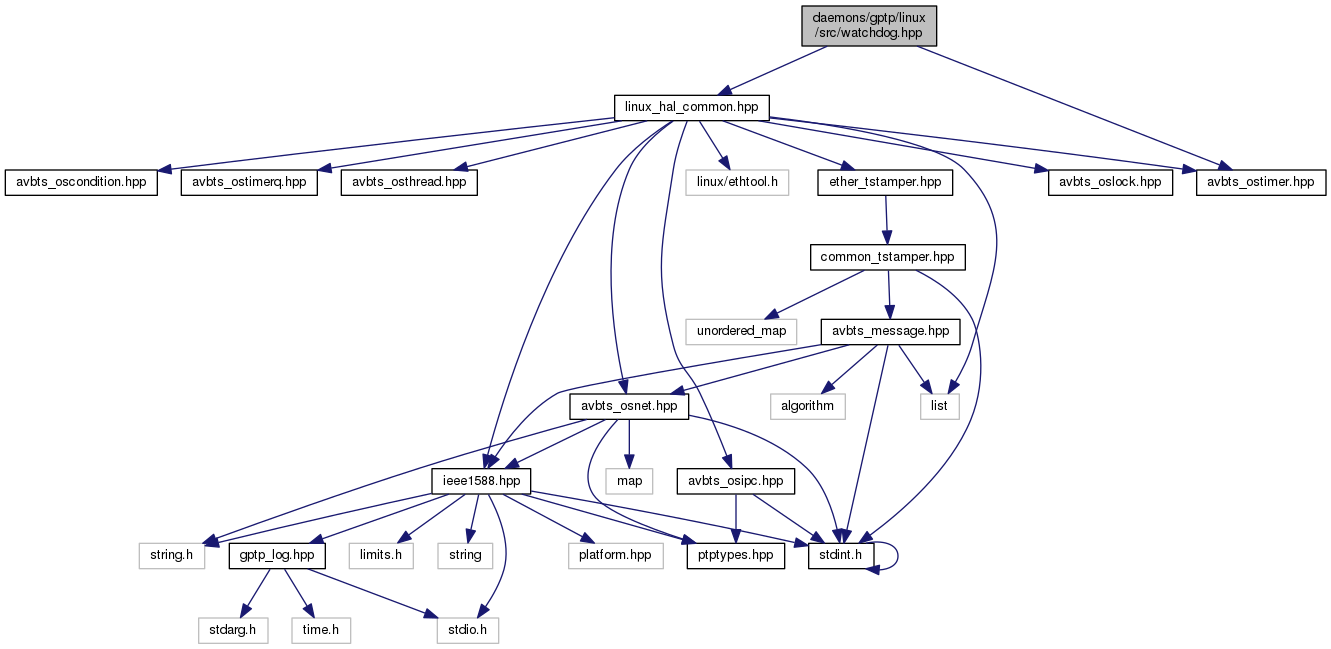 daemons/gptp/linux
/src/watchdog.hpp
linux_hal_common.hpp
avbts_oscondition.hpp
avbts_ostimerq.hpp
avbts_osthread.hpp
linux/ethtool.h
ether_tstamper.hpp
avbts_oslock.hpp
avbts_ostimer.hpp
common_tstamper.hpp
unordered_map
avbts_message.hpp
avbts_osnet.hpp
algorithm
list
ieee1588.hpp
map
avbts_osipc.hpp
string.h
gptp_log.hpp
limits.h
string
platform.hpp
ptptypes.hpp
stdint.h
stdarg.h
time.h
stdio.h